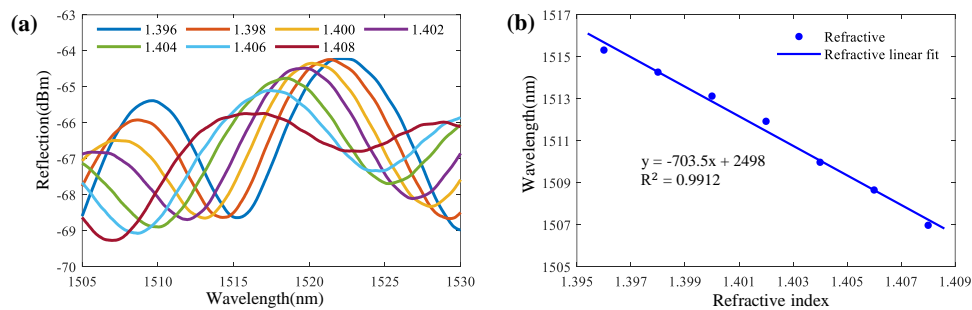 (a)
-63
-64
-65
-66
-67
-68
-69
-70
Reflection(dBm)
1.396 1.398 1.400 1.402
1.404 1.406 1.408
1505 1510 1515 1520 1525 1530
Wavelength(nm)
(b)
1517
1515
1513
1511
1509
1507
1505
Wavelength(nm)
Refractive
Refractive linear fit
y = -703.5x + 2498
R² = 0.9912
1.395 1.397 1.399 1.401 1.403 1.405 1.407 1.409
Refractive index